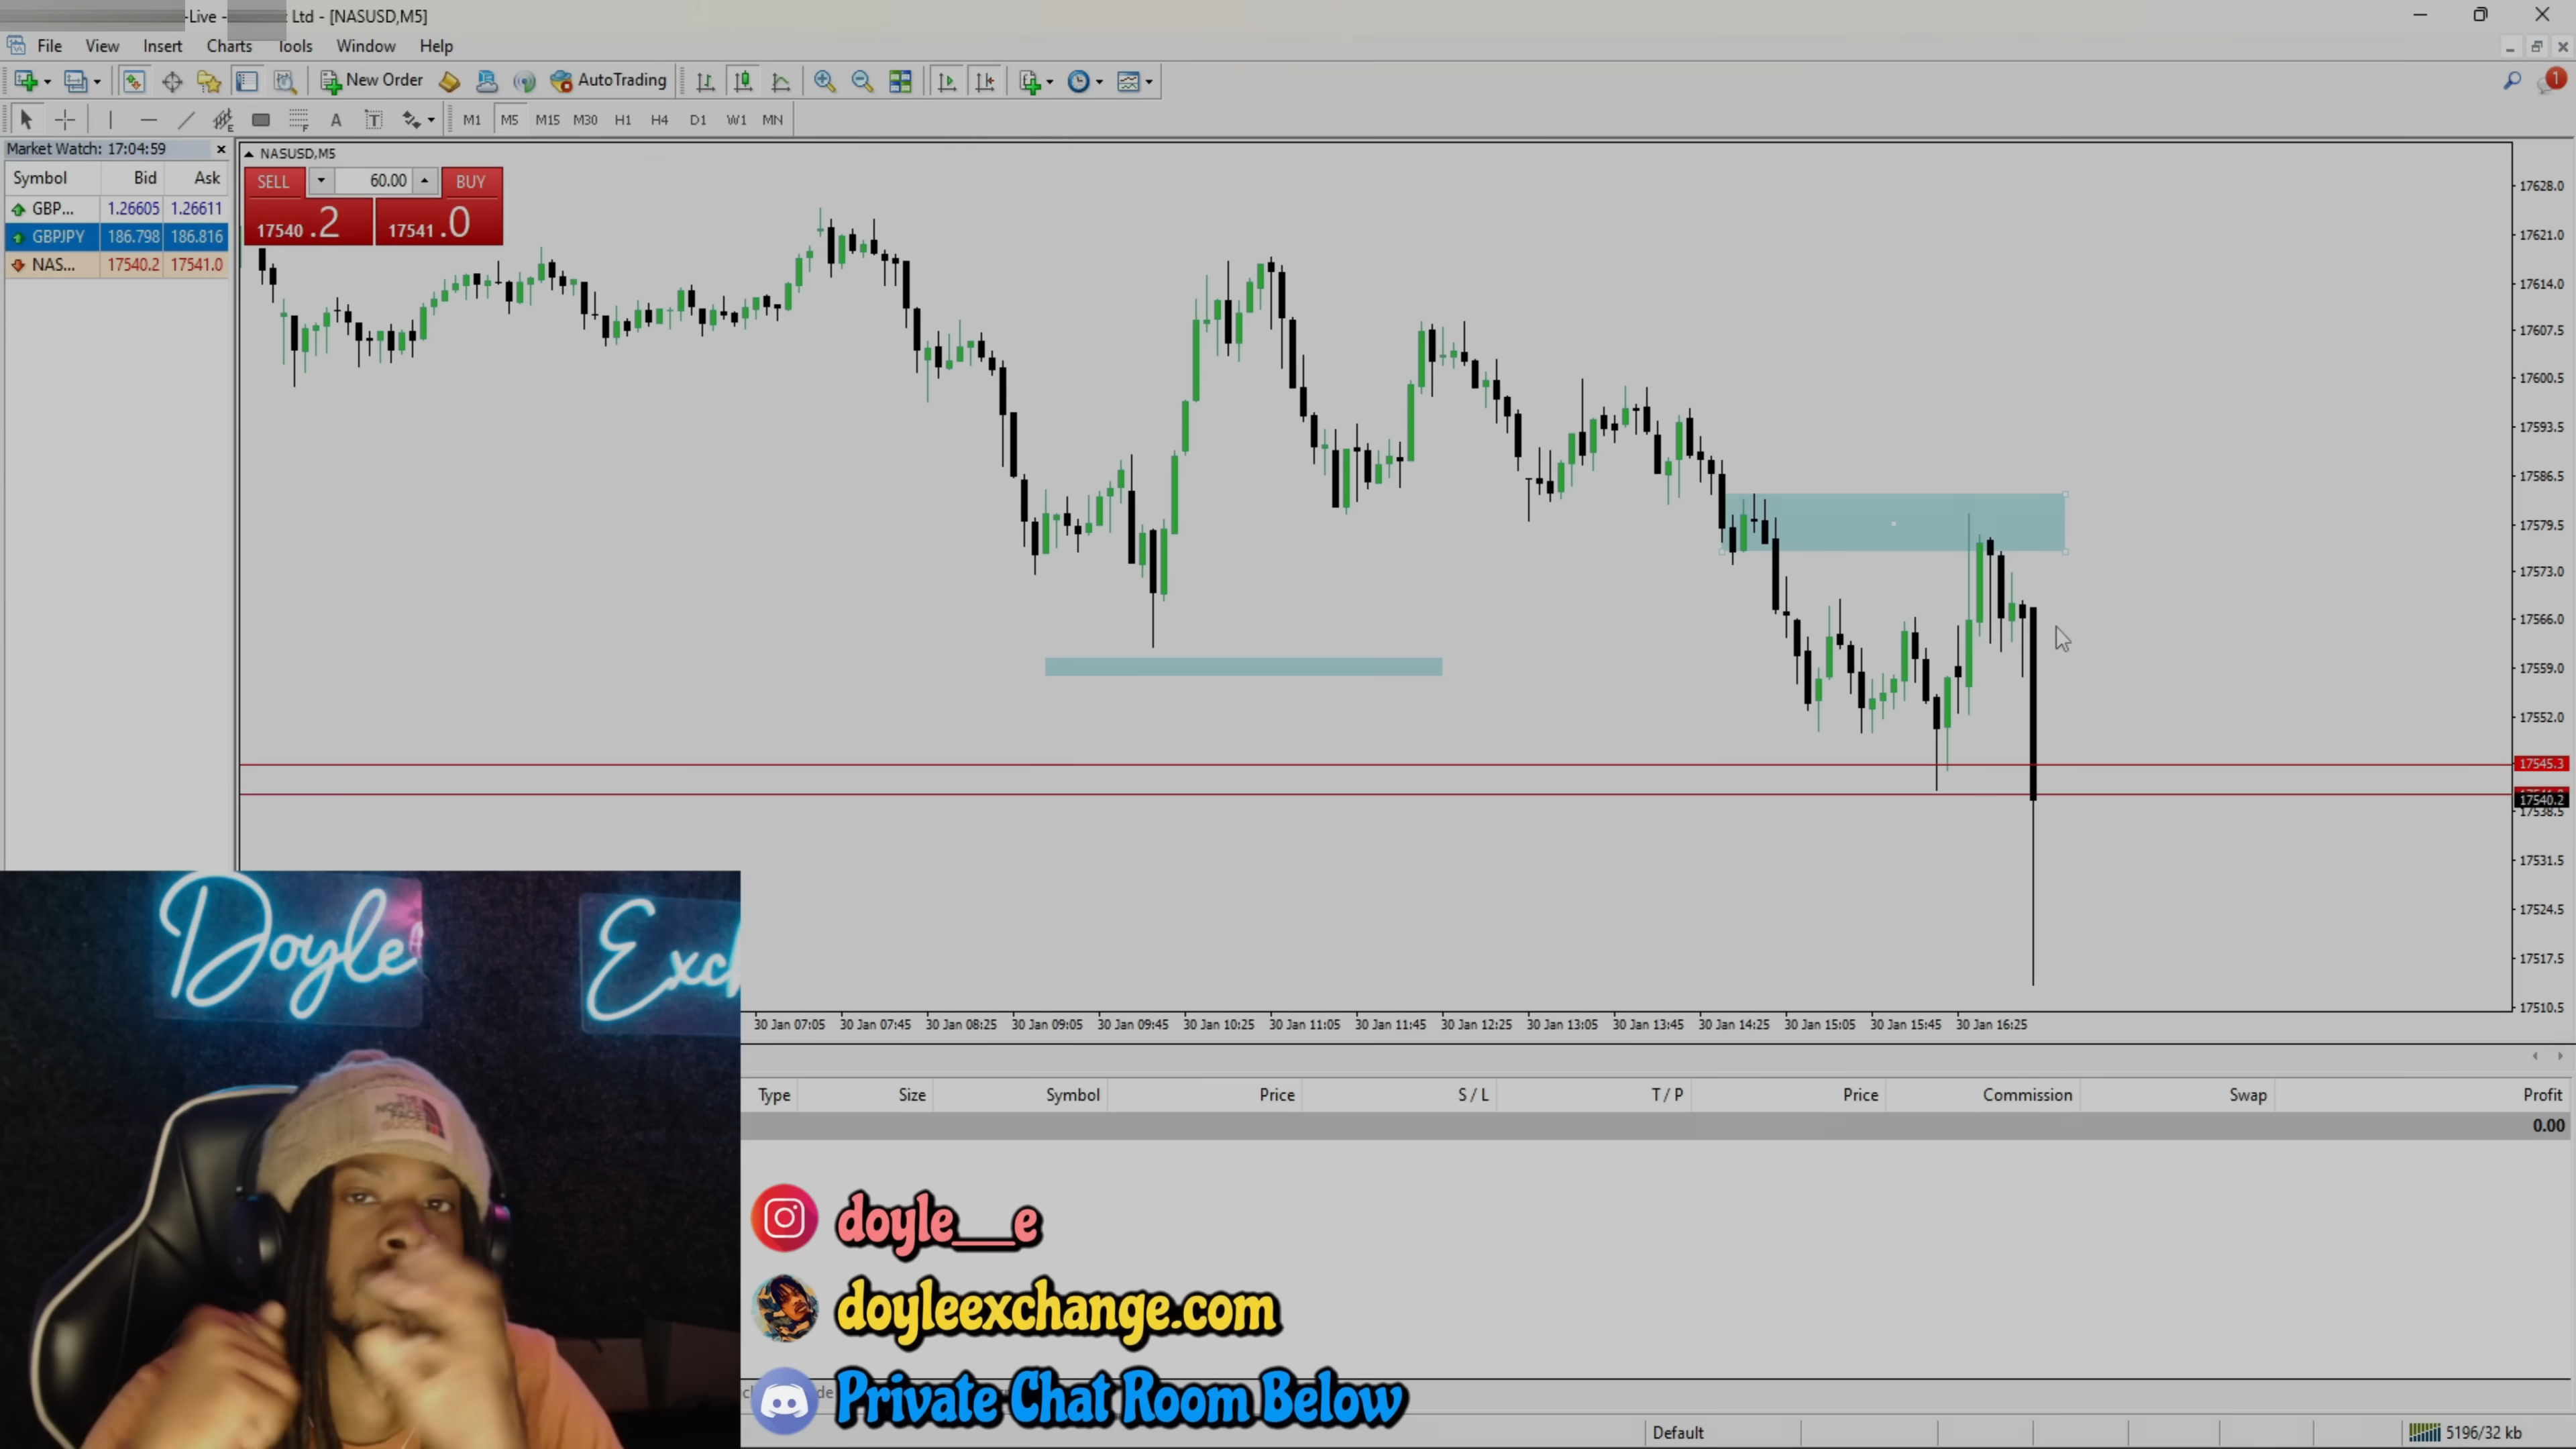 -Live -
t Ltd - [NASUSD,M5]
File View Insert Charts Tools Window Help
New Order AutoTrading
1
A T M1 M5 M15 M30 H1 H4 D1 W1 MN
Market Watch: 17:04:59
Symbol Bid Ask
GBP... 1.26605 1.26611
GBPJPY 186.798 186.816
NAS... 17540.2 17541.0
NASUSD,M5
SELL 60.00 BUY
17540.2 17541.0
17628.0
17621.0
17614.0
17607.5
17600.5
17593.5
17586.5
17579.5
17573.0
17566.0
17559.0
17552.0
17545.3
17540.2
17538.5
17531.5
17524.5
17517.5
17510.5
30 Jan 07:05 30 Jan 07:45 30 Jan 08:25 30 Jan 09:05 30 Jan 09:45 30 Jan 10:25 30 Jan 11:05 30 Jan 11:45 30 Jan 12:25 30 Jan 13:05 30 Jan 13:45 30 Jan 14:25 30 Jan 15:05 30 Jan 15:45 30 Jan 16:25
Type Size Symbol Price S / L T / P Price Commission Swap Profit
0.00
Doyle Exch
THE
NORTH
FACE
GUCCI
doyle__e
doyleexchange.com
Private Chat Room Below
Default 5196/32 kb